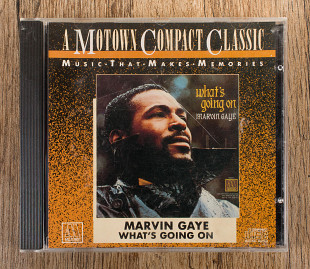 A MOTOWN COMPACT CLASSIC
MUSIC·THAT·MAKES·MEMORIES
what's
going on
MARVIN GAYE
MARVIN GAYE
WHAT'S GOING ON